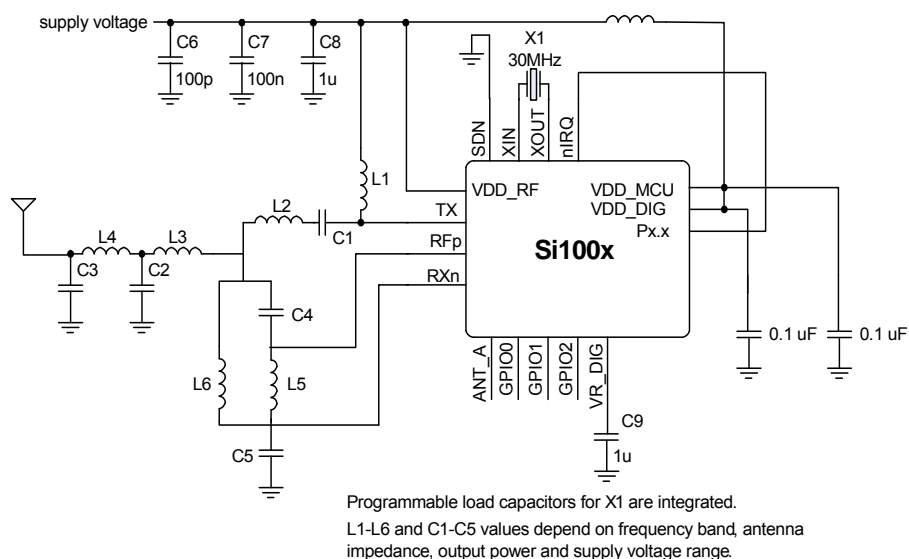 supply voltage
C6
C7
C8
100p
100n
1u
X1
30MHz
SDN
XIN
XOUT
nIRQ
L1
VDD_RF
VDD_MCU
VDD_DIG
Px.x
L2
C1
TX
RFp
RXn
Si100x
L4
L3
C3
C2
C4
L6
L5
C5
0.1 uF
0.1 uF
ANT_A
GPIO0
GPIO1
GPIO2
VR_DIG
C9
1u
Programmable load capacitors for X1 are integrated.
L1-L6 and C1-C5 values depend on frequency band, antenna
impedance, output power and supply voltage range.